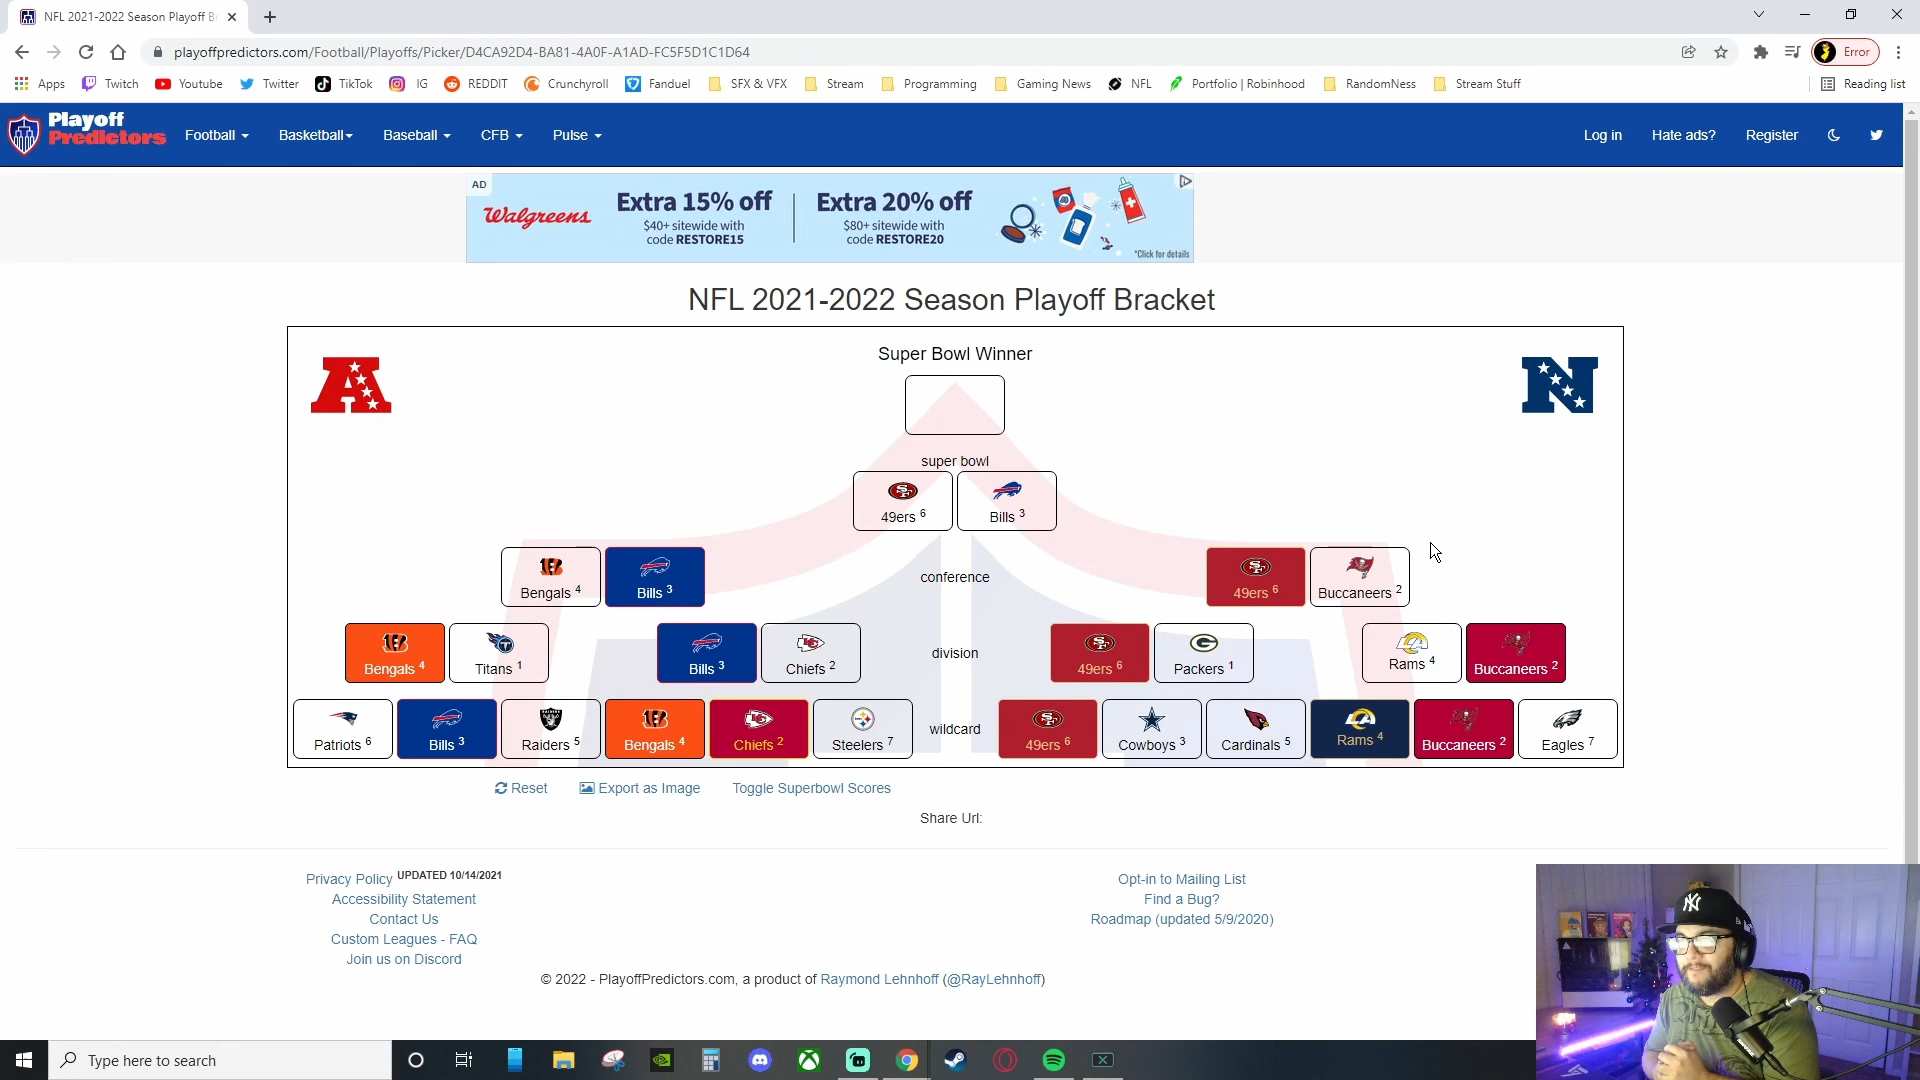 NFL 2021-2022 Season Playoff Br
playoffpredictors.com/Football/Playoffs/Picker/D4CA92D4-BA81-4A0F-A1AD-FC5F5D1C1D64
Error
Apps Twitch Youtube Twitter TikTok IG REDDIT Crunchyroll Fanduel SFX & VFX Stream Programming Gaming News NFL Portfolio | Robinhood RandomNess Stream Stuff Reading list
Playoff
Predictors
Football Basketball Baseball CFB Pulse Log in Hate ads? Register
AD
Walgreens
Extra 15% off
$40+ sitewide with
code RESTORE15
Extra 20% off
$80+ sitewide with
code RESTORE20
*Click for details
NFL 2021-2022 Season Playoff Bracket
A
N
Super Bowl Winner
super bowl
49ers 6 Bills 3
Bengals 4 Bills 3 conference 49ers 6 Buccaneers 2
Bengals 4 Titans 1 Bills 3 Chiefs 2 division 49ers 6 Packers 1 Rams 4 Buccaneers 2
Patriots 6 Bills 3 Raiders 5 Bengals 4 Chiefs 2 Steelers 7 wildcard 49ers 6 Cowboys 3 Cardinals 5 Rams 4 Buccaneers 2 Eagles 7
Reset Export as Image Toggle Superbowl Scores
Share Url:
Privacy Policy UPDATED 10/14/2021
Accessibility Statement
Contact Us
Custom Leagues - FAQ
Join us on Discord
Opt-in to Mailing List
Find a Bug?
Roadmap (updated 5/9/2020)
© 2022 - PlayoffPredictors.com, a product of Raymond Lehnhoff (@RayLehnhoff)
Type here to search